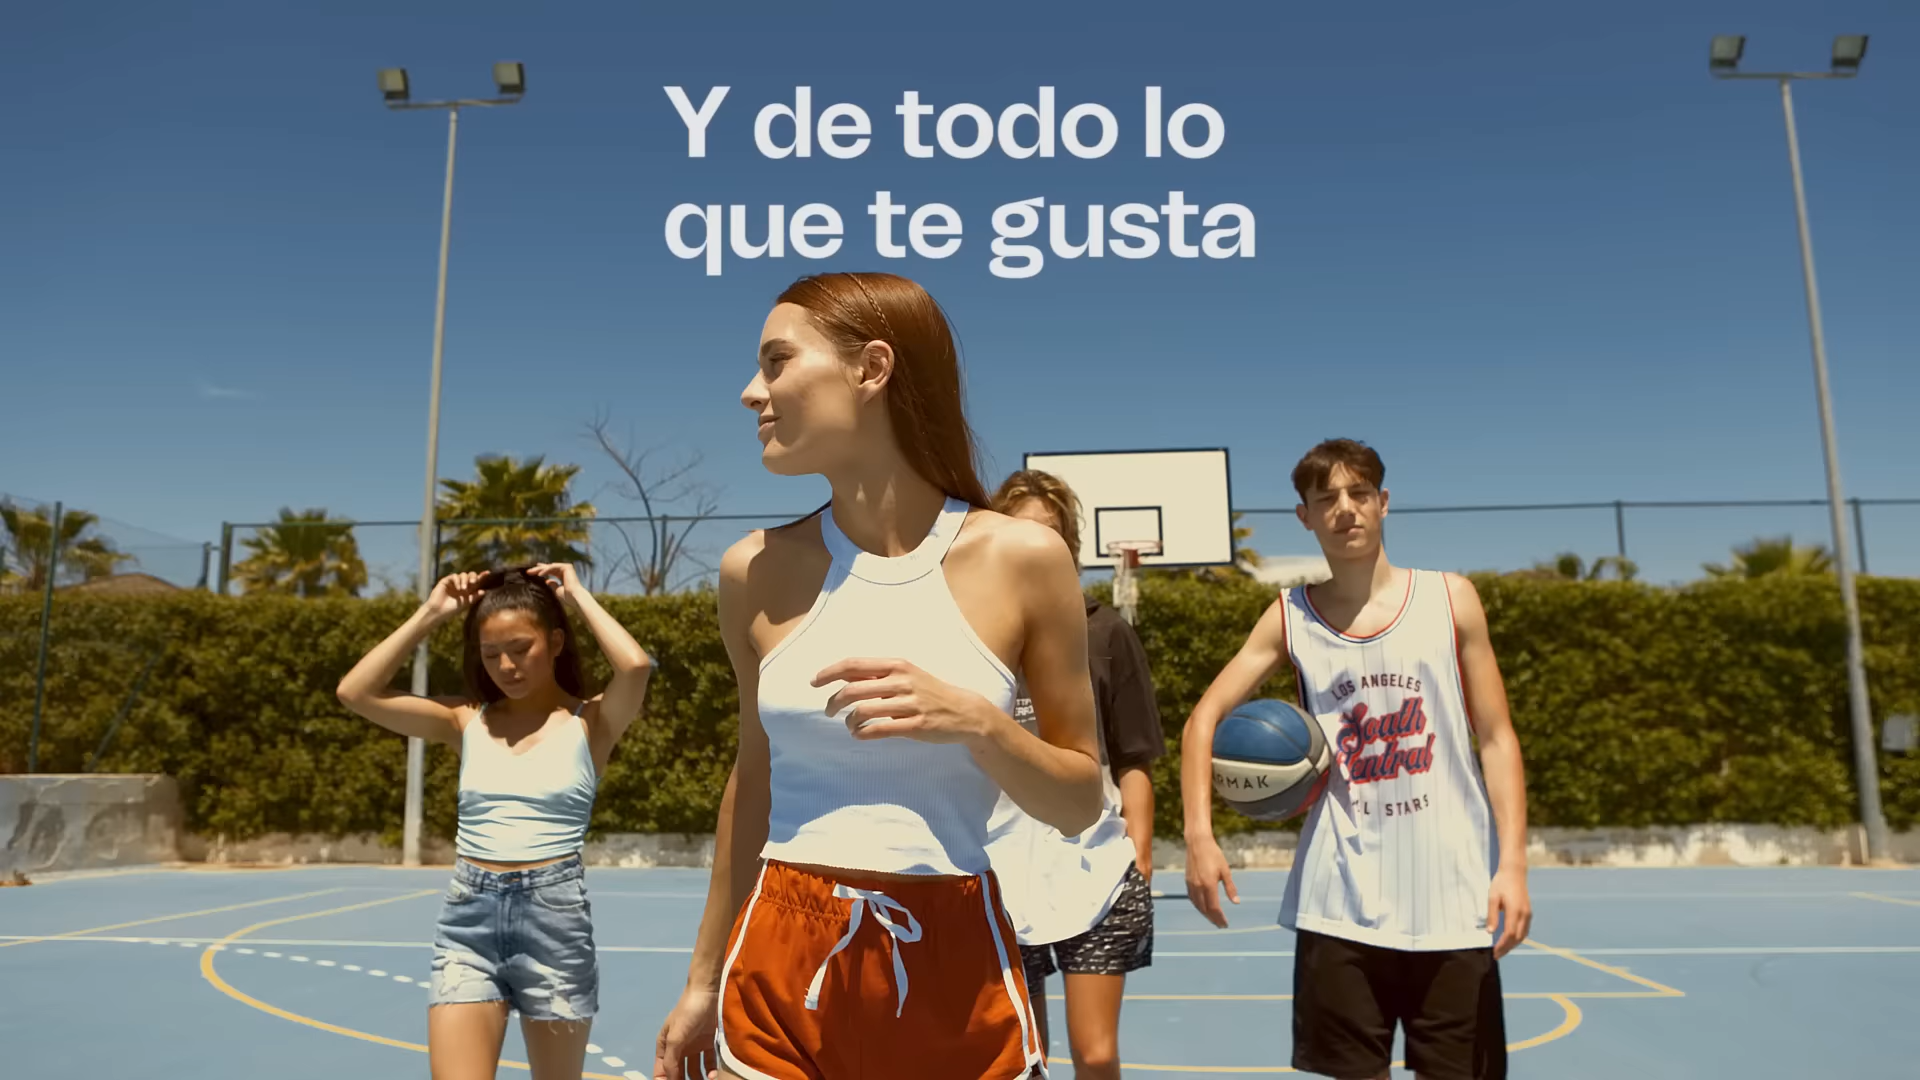 Y de todo lo
que te gusta
LOS ANGELES
South
Central
STARS